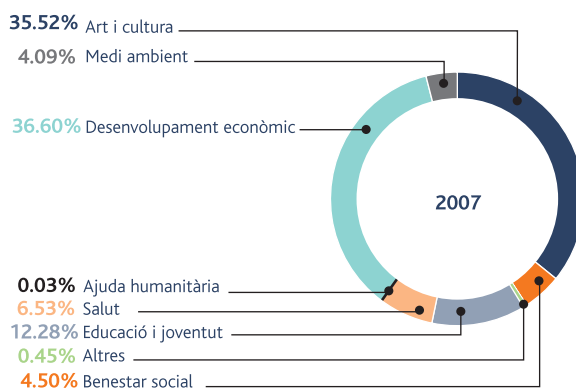 35.52% Art i cultura
4.09% Medi ambient
36.60% Desenvolupament econòmic
2007
0.03% Ajuda humanitària
6.53% Salut
12.28% Educació i joventut
0.45% Altres
4.50% Benestar social